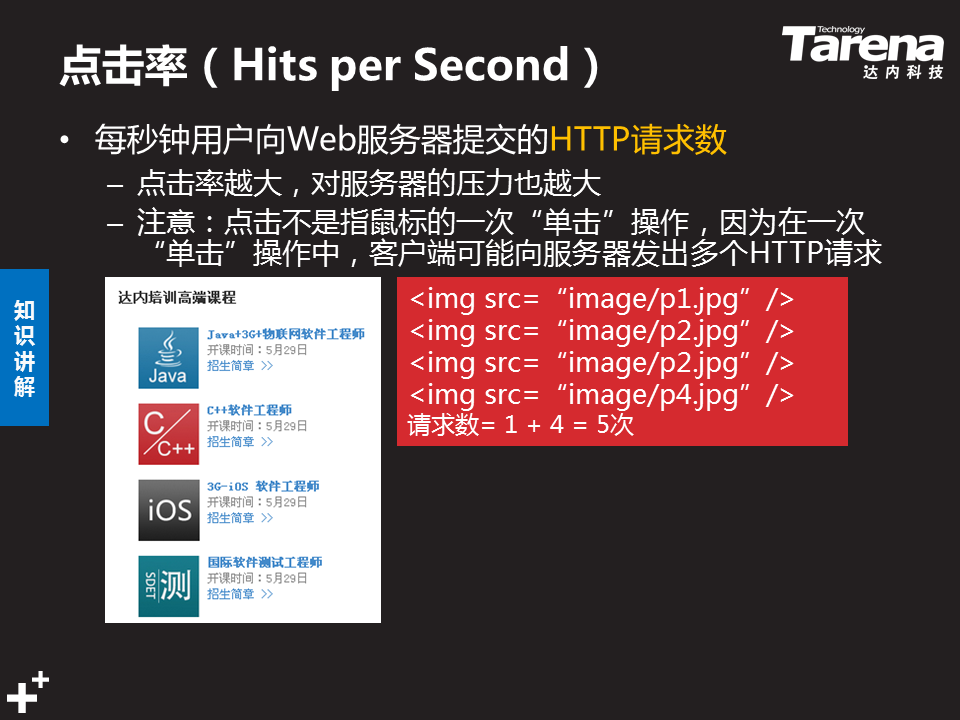 点击率（Hits per Second）
Technology
Tarena
达内科技
• 每秒钟用户向Web服务器提交的HTTP请求数
– 点击率越大，对服务器的压力也越大
– 注意：点击不是指鼠标的一次“单击”操作，因为在一次
“单击”操作中，客户端可能向服务器发出多个HTTP请求
知识讲解
达内培训高端课程
Java
Java+3G+物联网软件工程师
开课时间：5月29日
招生简章 >>
C/C++
C++软件工程师
开课时间：5月29日
招生简章 >>
iOS
3G-iOS 软件工程师
开课时间：5月29日
招生简章 >>
SDET 测
国际软件测试工程师
开课时间：5月29日
招生简章 >>
<img src=“image/p1.jpg”/>
<img src=“image/p2.jpg”/>
<img src=“image/p2.jpg”/>
<img src=“image/p4.jpg”/>
请求数= 1 + 4 = 5次